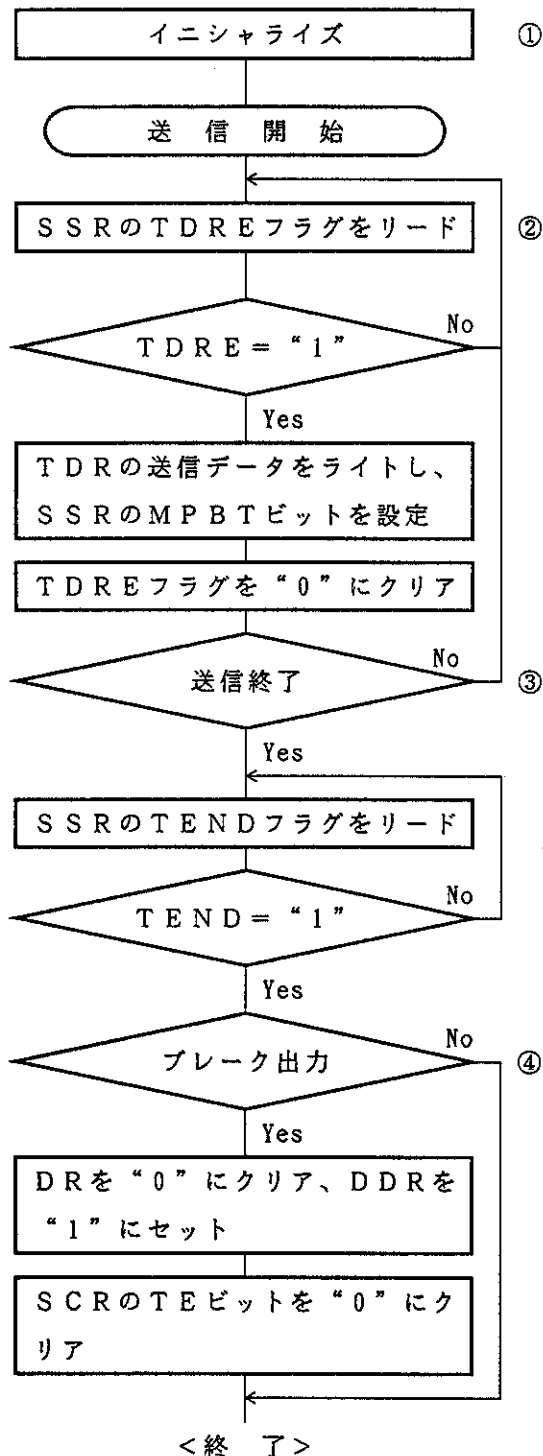 イニシャライズ ①
送信開始
SSRのTDREフラグをリード ②
TDRE=“1” No
Yes
TDRの送信データをライトし、
SSRのMPBTビットを設定
TDREフラグを“0”にクリア
送信終了 No ③
Yes
SSRのTENDフラグをリード
TEND=“1” No
Yes
ブレーク出力 No ④
Yes
DRを“0”にクリア、DDRを
“1”にセット
SCRのTEビットを“0”にク
リア
<終 了>